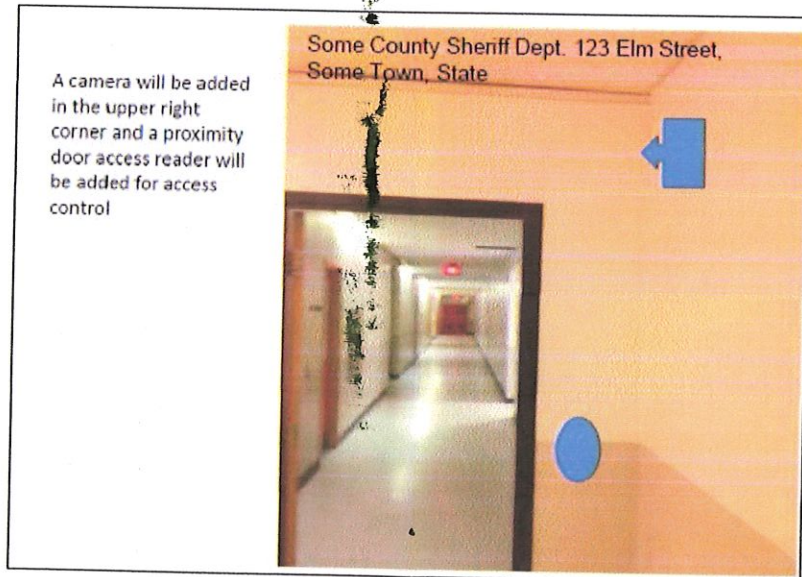 Some County Sheriff Dept. 123 Elm Street,
Some Town, State
A camera will be added
in the upper right
corner and a proximity
door access reader will
be added for access
control